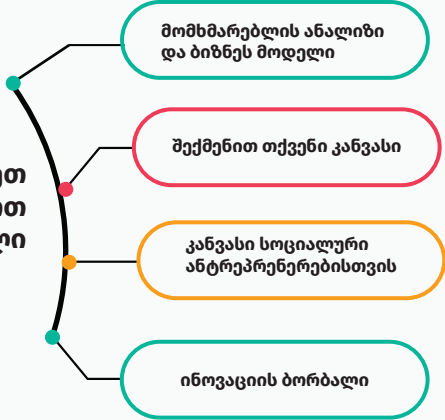 მომხმარებლის ანალიზი
და ბიზნეს მოდელი
შექმენით თქვენი კანვასი
კანვასი სოციალური
ანტრეპრენერებისთვის
ინოვაციის ბორბალი